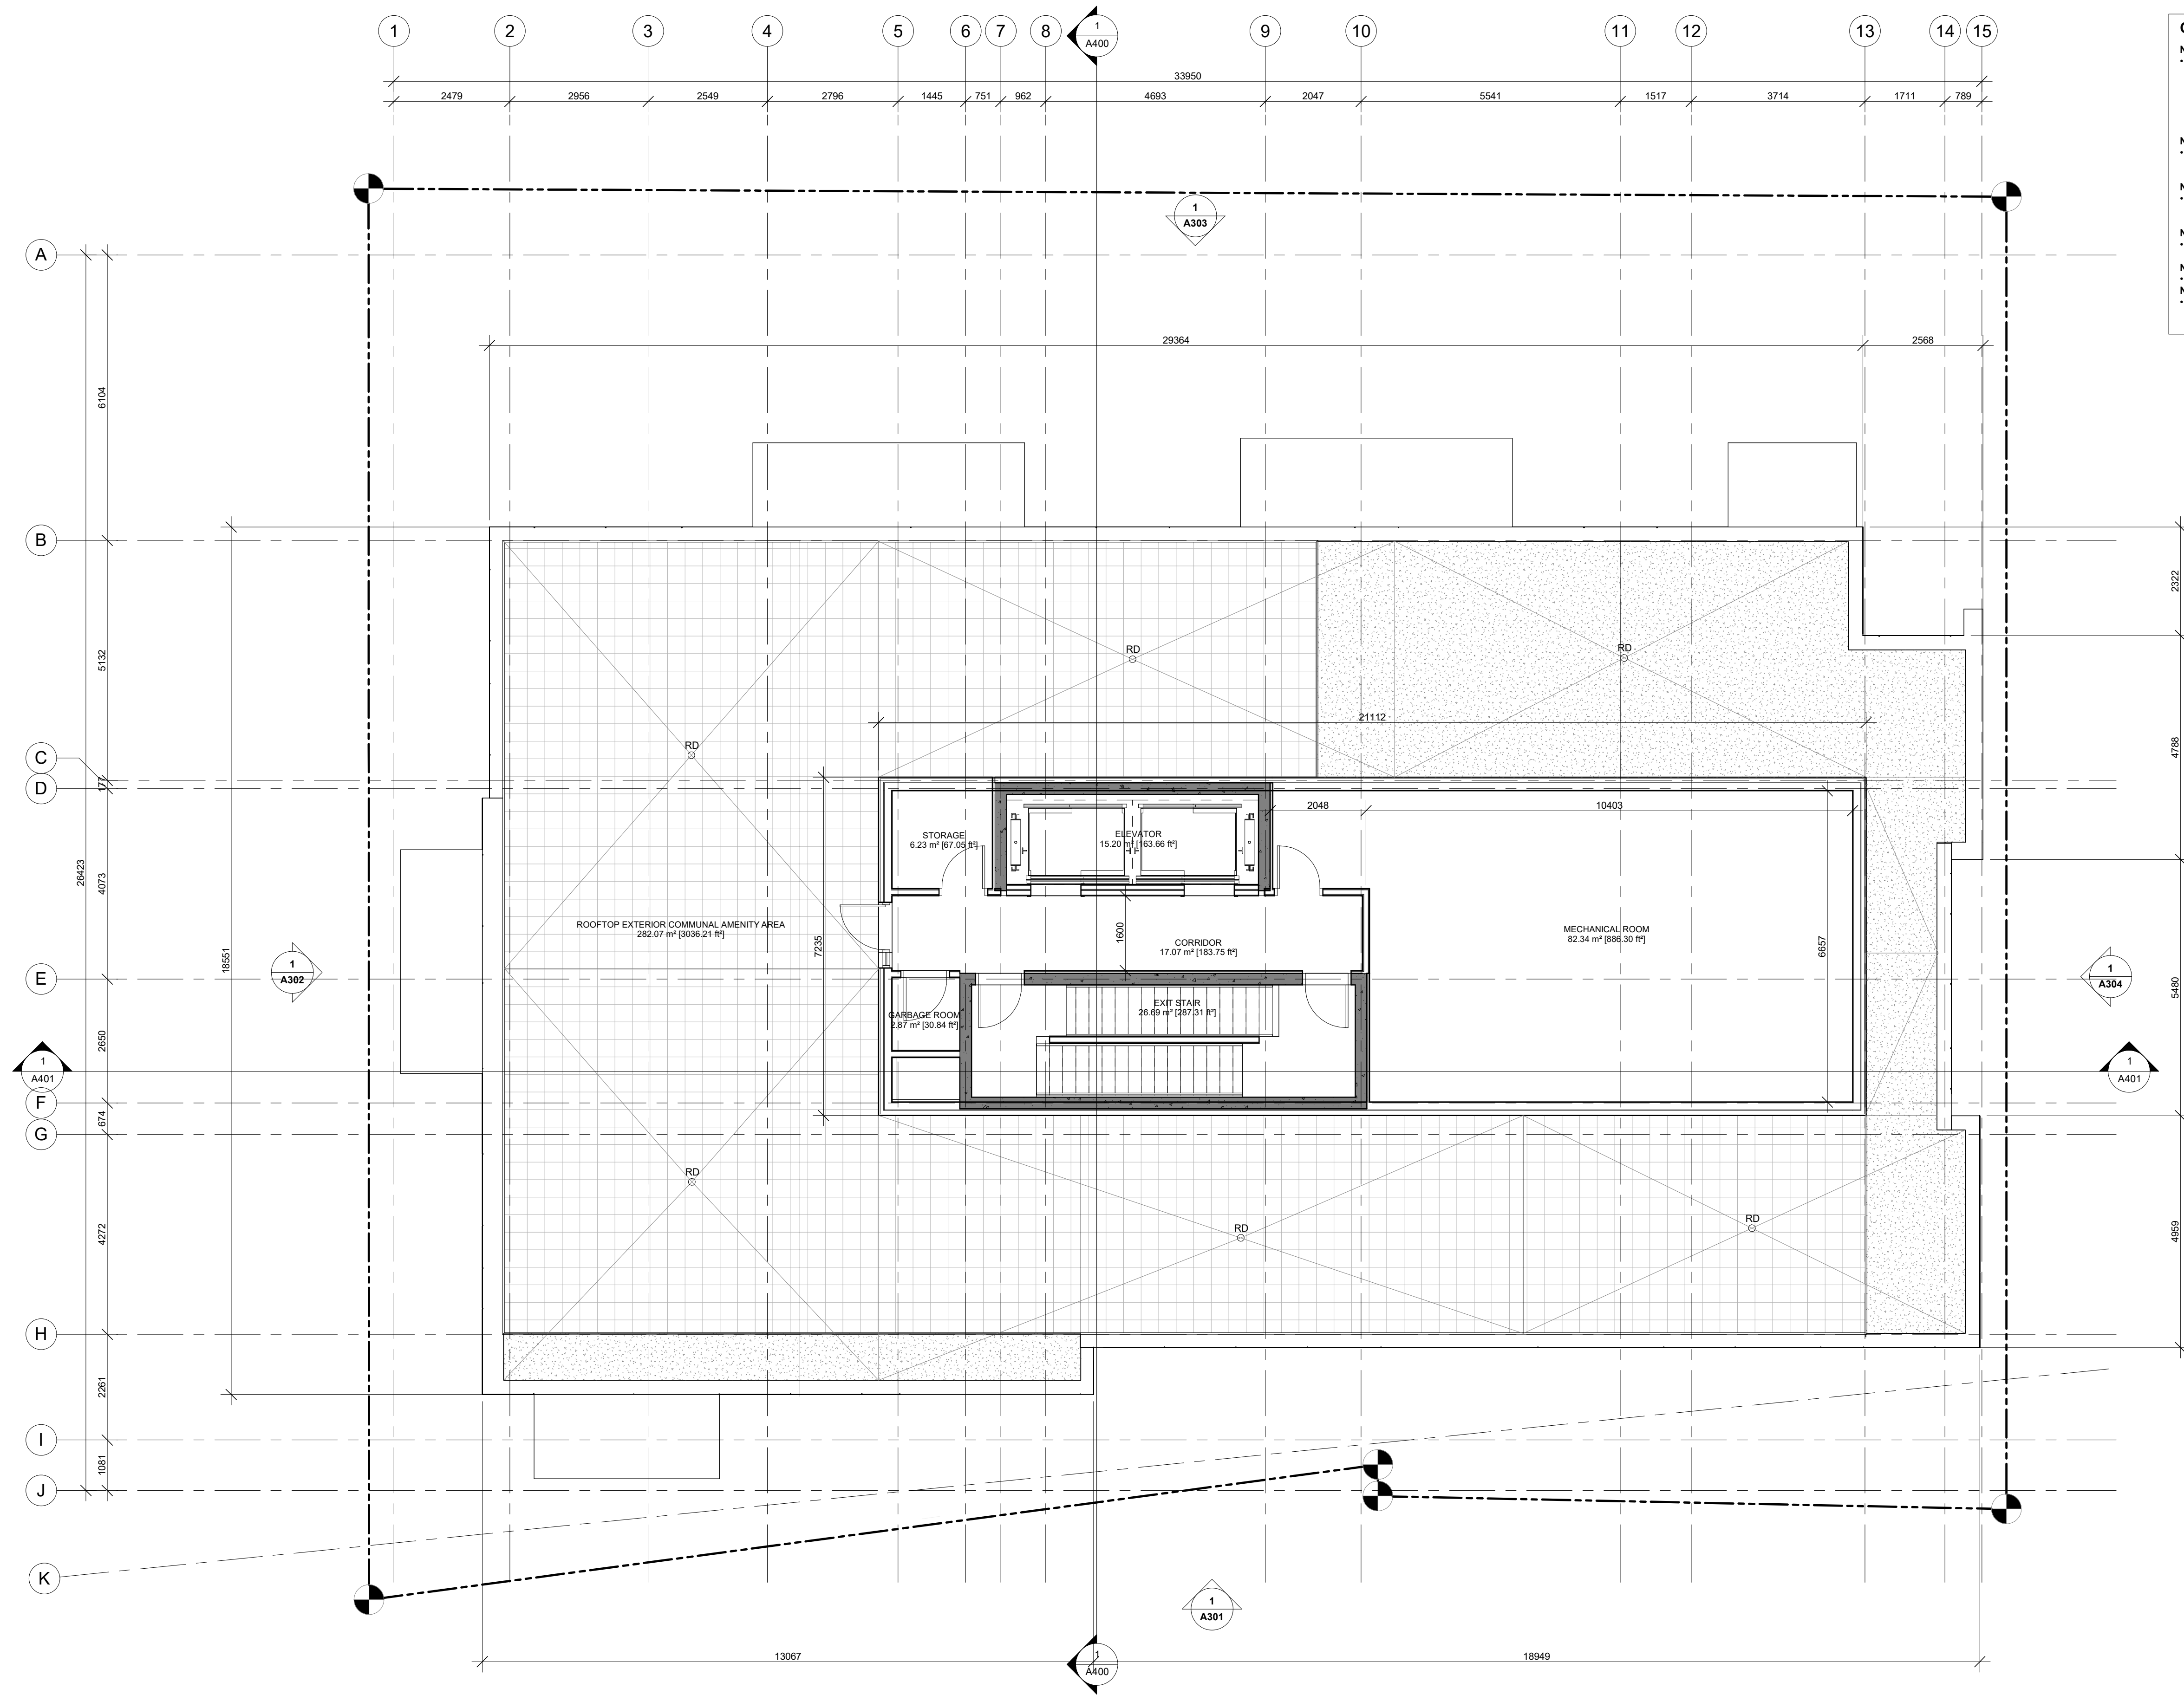 1 2 3 4 5 6 7 8 9 10 11 12 13 14 15
1
A400
33950
2479 2956 2549 2796 1445 751 962 4693 2047 5541 1517 3714 1711 789
1
A303
A
29364 2568
6104
B
2322
5132
RD RD
RD
21112
C
177
D
4788
2048 10403
STORAGE
6.23 m² [67.05 ft²]
ELEVATOR
15.20 m² [163.66 ft²]
26423
4073
ROOFTOP EXTERIOR COMMUNAL AMENITY AREA
282.07 m² [3036.21 ft²]
7235
1600
CORRIDOR
17.07 m² [183.75 ft²]
MECHANICAL ROOM
82.34 m² [886.30 ft²]
6657
18551
1
A302
1
A304
E
5480
GARBAGE ROOM
2.87 m² [30.84 ft²]
EXIT STAIR
26.69 m² [287.31 ft²]
2650
1
A401
1
A401
F
674
G
RD
RD
RD
4272
4959
H
2261
I
1081
J
K
1
A301
13067 18949
1
A400